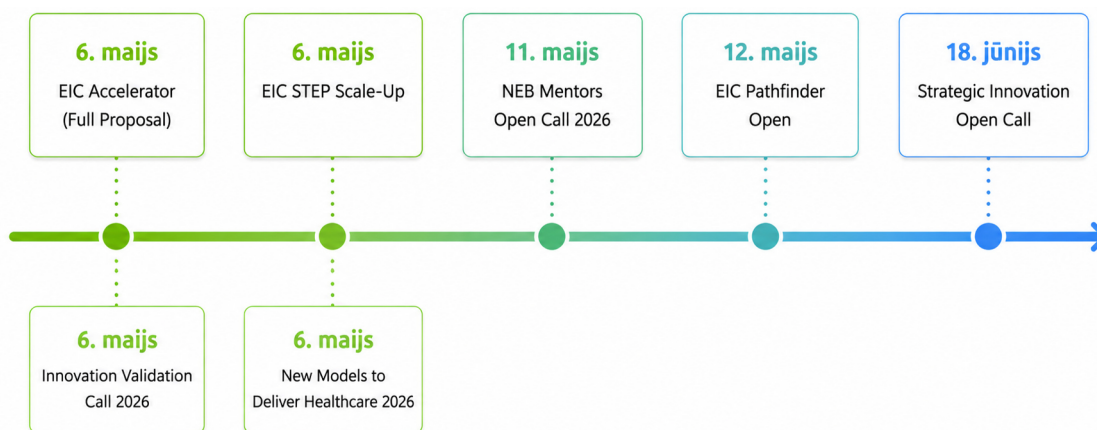 6. maijs
EIC Accelerator
(Full Proposal)
6. maijs
EIC STEP Scale-Up
11. maijs
NEB Mentors
Open Call 2026
12. maijs
EIC Pathfinder
Open
18. jūnijs
Strategic Innovation
Open Call
6. maijs
Innovation Validation
Call 2026
6. maijs
New Models to
Deliver Healthcare 2026